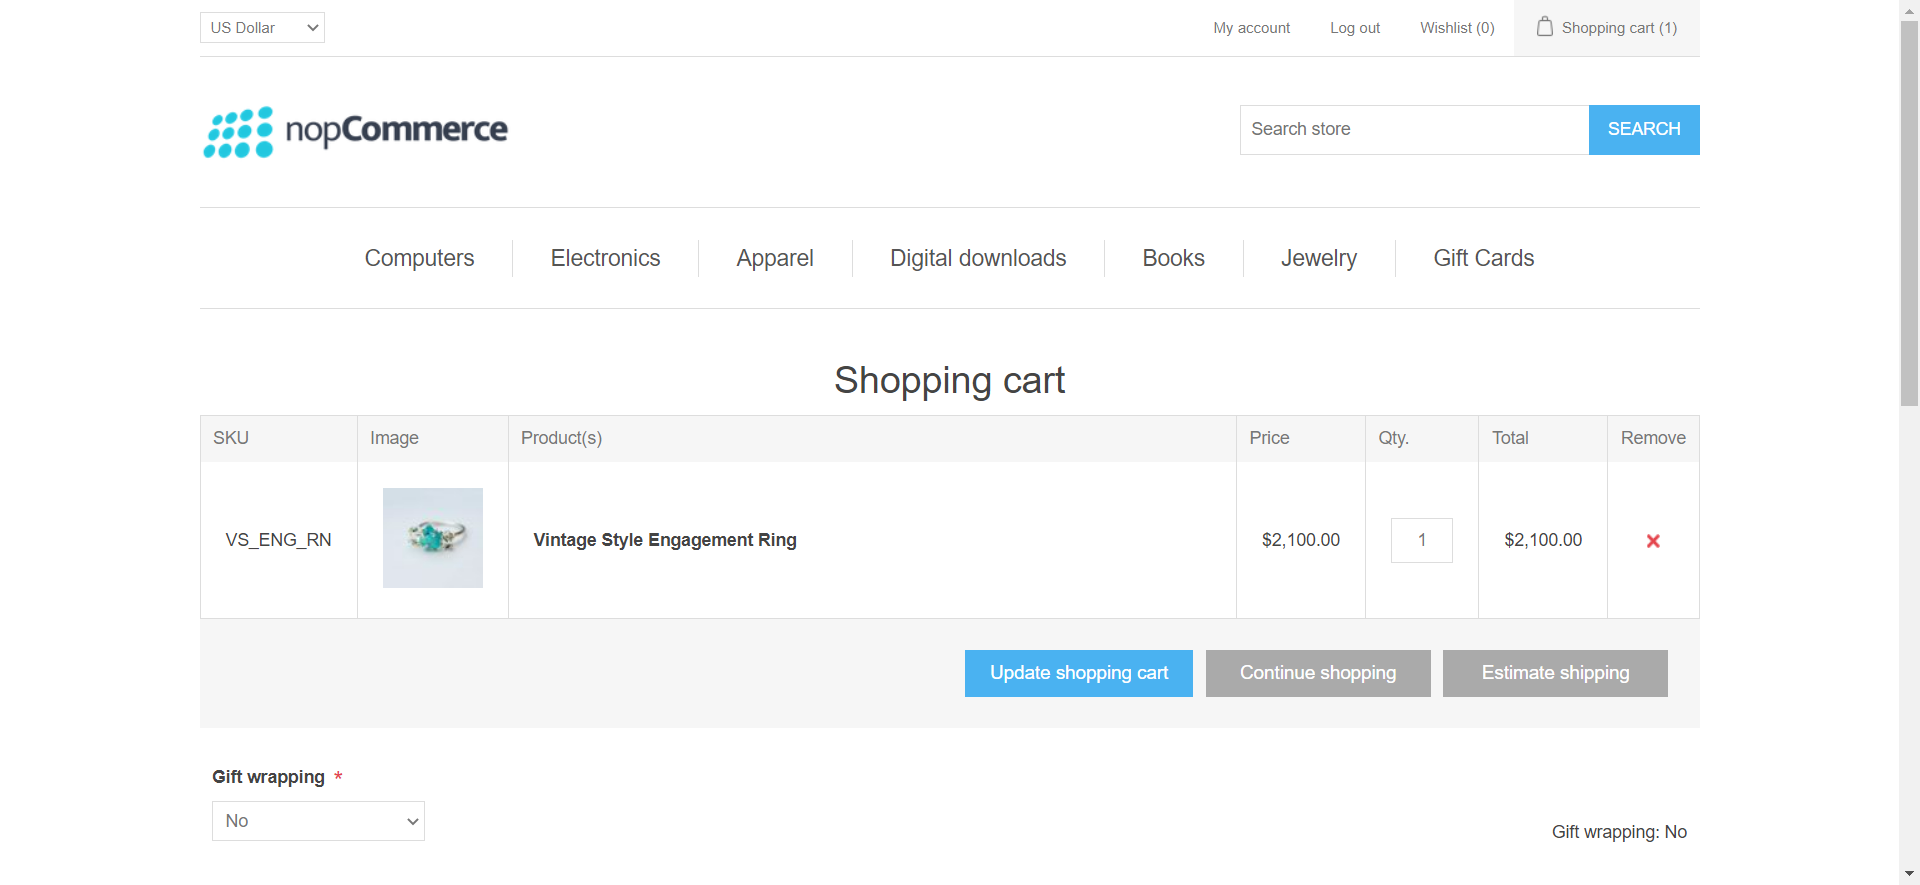 US Dollar
My account
Log out
Wishlist (0)
Shopping cart (1)
nopCommerce
Search store
SEARCH
Computers
Electronics
Apparel
Digital downloads
Books
Jewelry
Gift Cards
Shopping cart
SKU
Image
Product(s)
Price
Qty.
Total
Remove
VS_ENG_RN
Vintage Style Engagement Ring
$2,100.00
1
$2,100.00
Update shopping cart
Continue shopping
Estimate shipping
Gift wrapping *
No
Gift wrapping: No